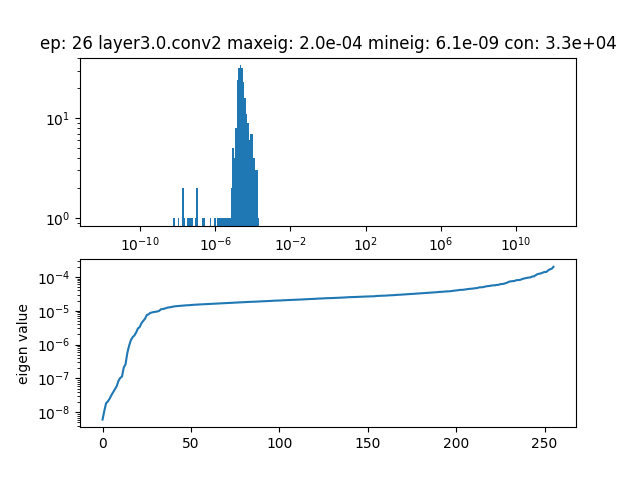 ep: 26 layer3.0.conv2 maxeig: 2.0e-04 mineig: 6.1e-09 con: 3.3e+04
10¹
10⁰
10⁻¹⁰ 10⁻⁶ 10⁻² 10² 10⁶ 10¹⁰
10⁻⁴
10⁻⁵
10⁻⁶
10⁻⁷
10⁻⁸
eigen value
0 50 100 150 200 250